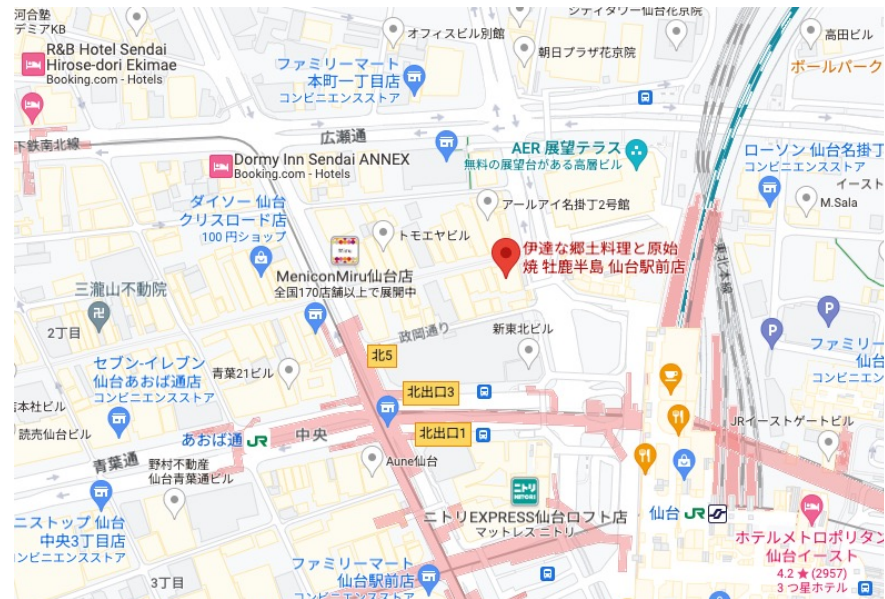 河合塾
デミアKB
R&B Hotel Sendai
Hirose-dori Ekimae
Booking.com - Hotels
オフィスビル別館
シティタワー仙台花京院
朝日プラザ花京院
高田ビル
ボールパーク
ファミリーマート
本町一丁目店
コンビニエンスストア
下鉄南北線
広瀬通
Dormy Inn Sendai ANNEX
Booking.com - Hotels
AER 展望テラス
無料の展望台がある高層ビル
ローソン 仙台名掛丁
コンビニエンスストア
イースト
M.Sala
ダイソー 仙台
クリスロード店
100 円ショップ
アールアイ名掛丁2号館
トモエヤビル
伊達な郷土料理と原始
焼 牡鹿半島 仙台駅前店
東北本線
MeniconMiru仙台店
全国170店舗以上で展開中
三瀧山不動院
2丁目
政岡通り
新東北ビル
P
P
ファミリー
コンビニエ
セブン-イレブン
仙台あおば通店
コンビニエンスストア
青葉21ビル
北5
北出口3
北出口1
本社ビル
読売仙台ビル
あおば通
JR
中央
JRイーストゲートビル
青葉通
野村不動産
仙台青葉通ビル
Aune仙台
ニトリ
NITORI
ニトリEXPRESS仙台ロフト店
マットレス ニトリ
仙台
JR
ニストップ 仙台
中央3丁目店
コンビニエンスストア
ホテルメトロポリタン
仙台イースト
4.2 ★ (2957)
3 つ星ホテル
3丁目
ファミリーマート
仙台駅前店
コンビニエンスストア